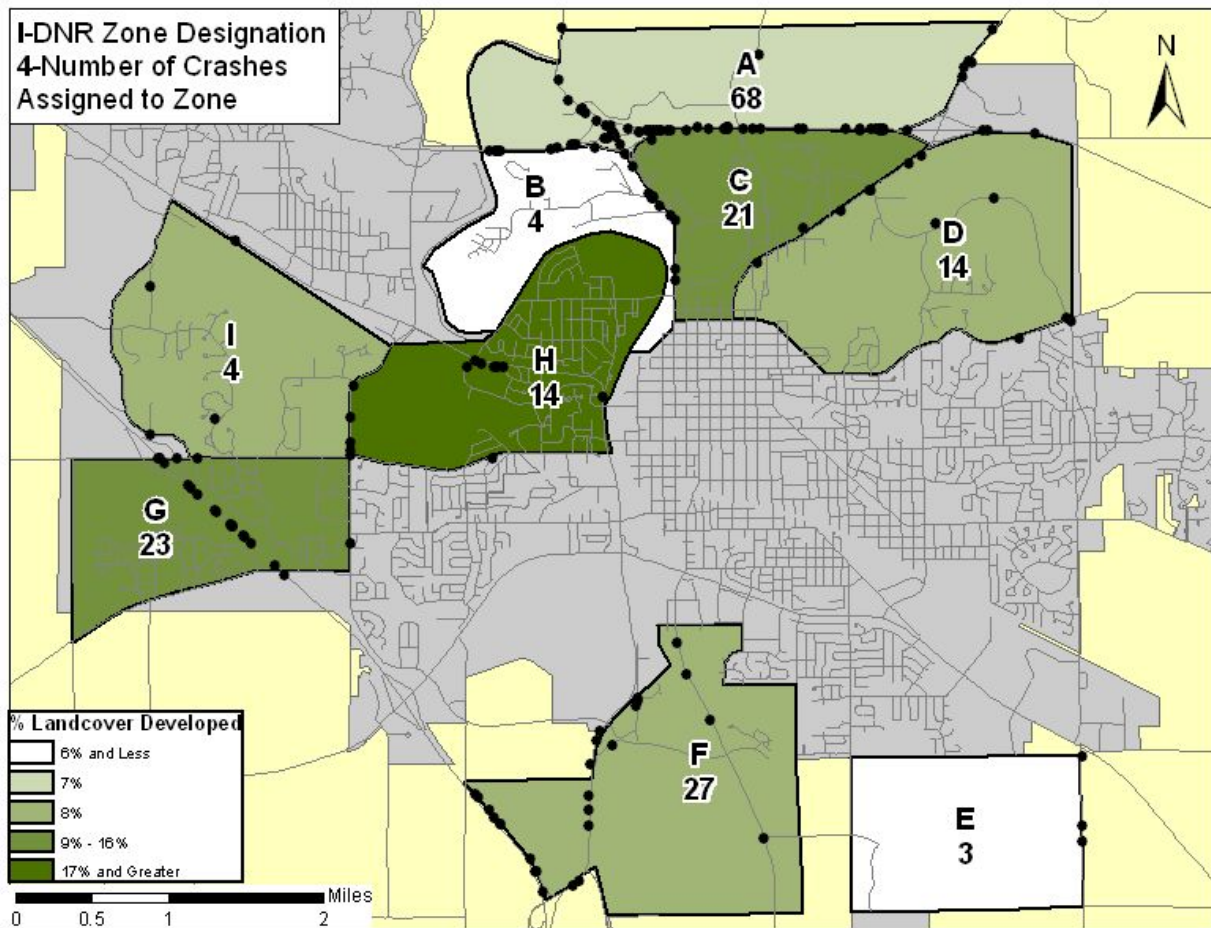 I-DNR Zone Designation
4-Number of Crashes
Assigned to Zone
N
A
68
B
4
C
21
D
14
I
4
H
14
G
23
F
27
E
3
% Landcover Developed
6% and Less
7%
8%
9% - 16%
17% and Greater
Miles
0 0.5 1 2